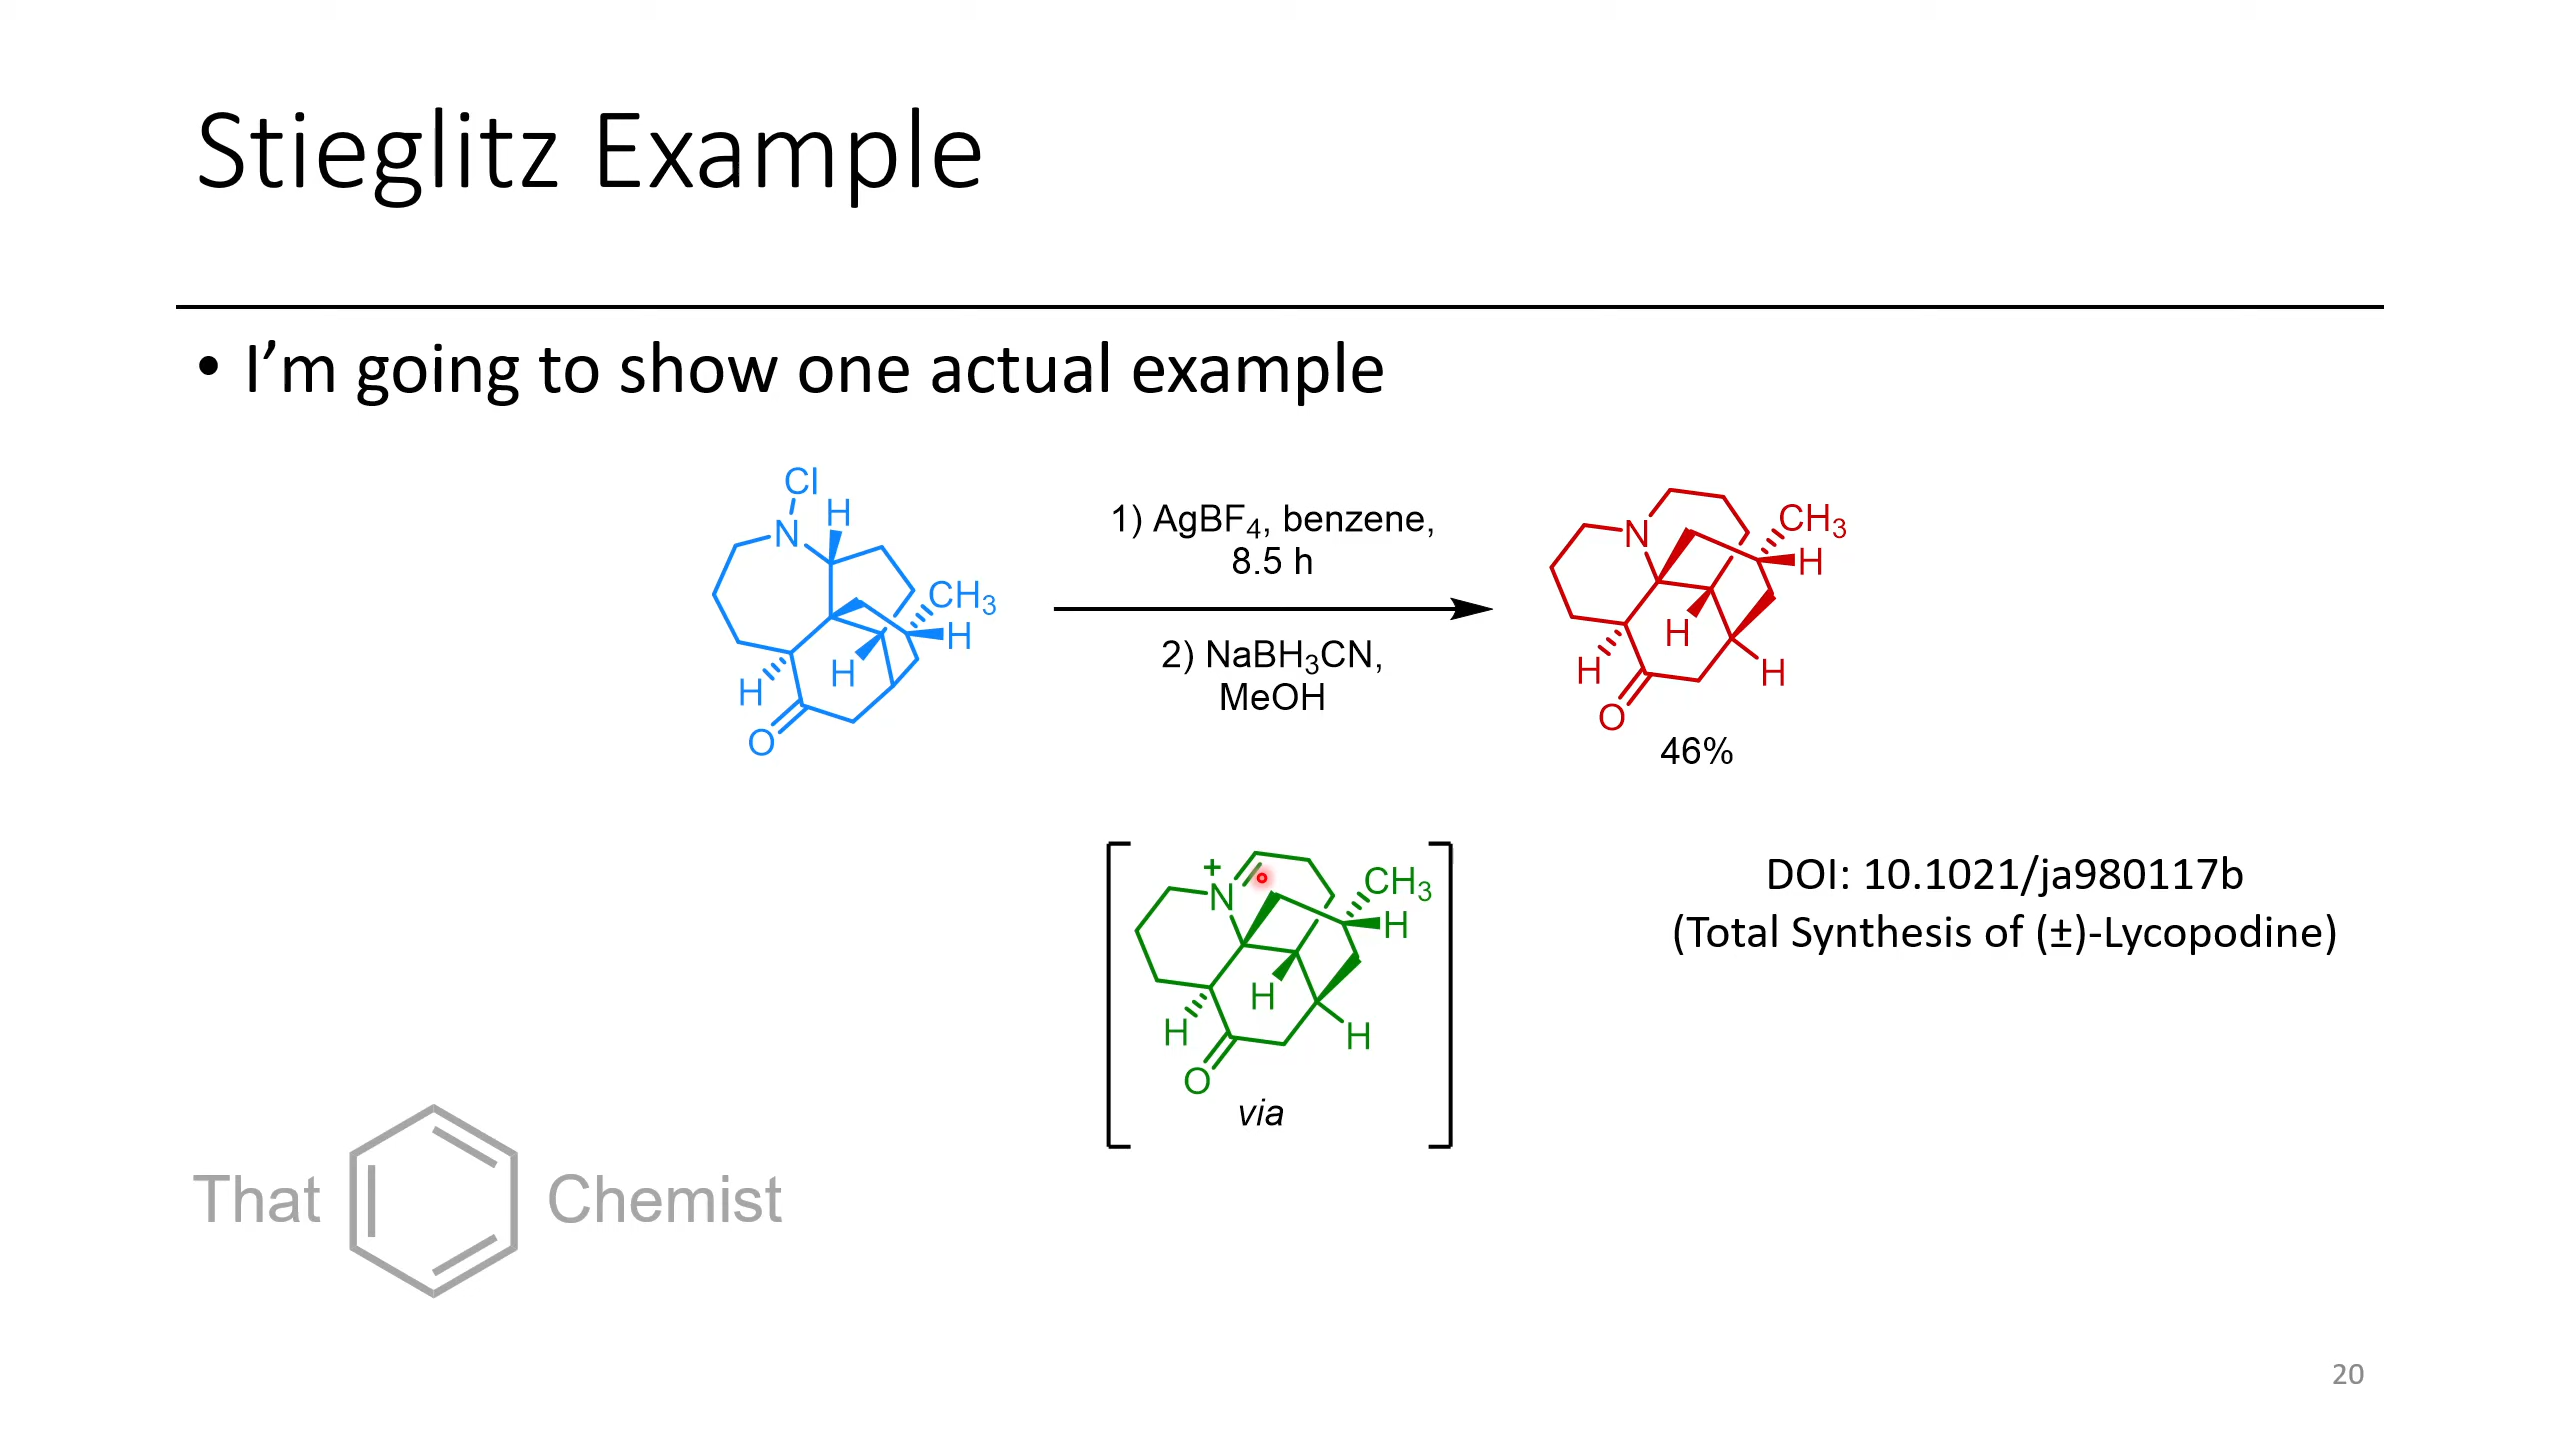 Stieglitz Example
• I’m going to show one actual example
Cl
N
H
CH₃
H
H
H
O
1) AgBF₄, benzene,
8.5 h
2) NaBH₃CN,
MeOH
N
CH₃
H
H
H
H
O
46%
+
N
CH₃
H
H
H
H
O
via
DOI: 10.1021/ja980117b
(Total Synthesis of (±)-Lycopodine)
That Chemist
20